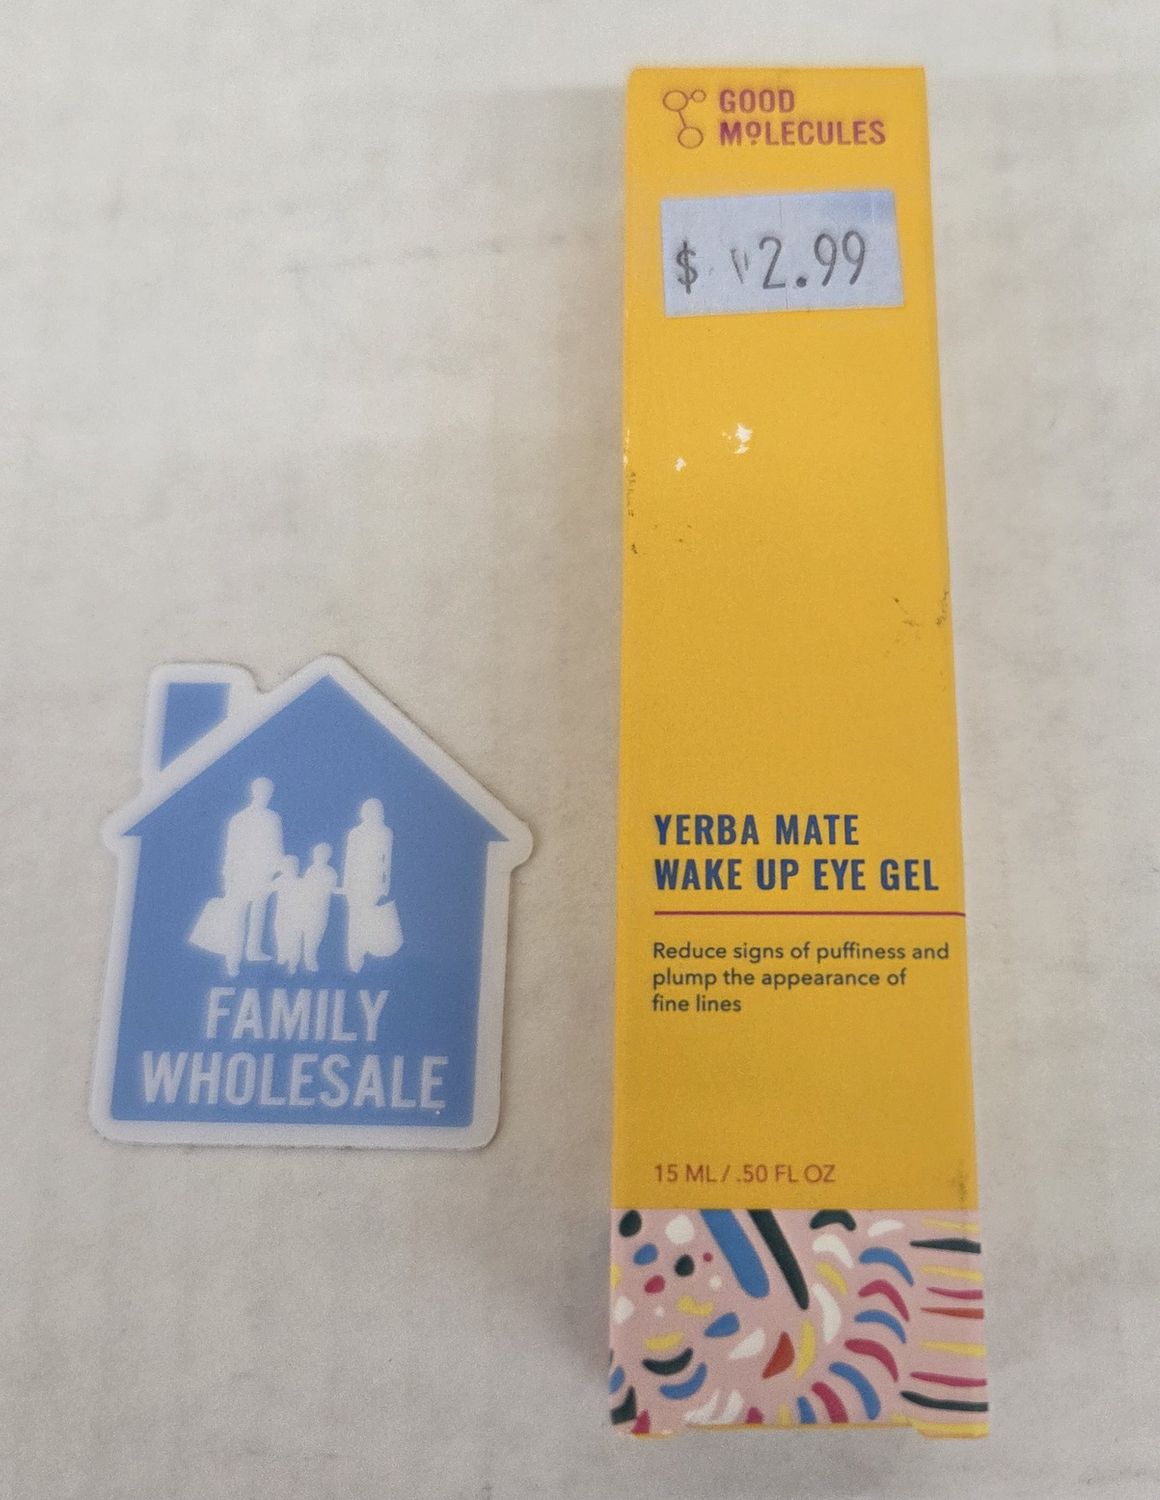 GOOD
MOLECULES
$ 2.99
YERBA MATE
WAKE UP EYE GEL
Reduce signs of puffiness and
plump the appearance of
fine lines
15 ML / .50 FL OZ
FAMILY
WHOLESALE